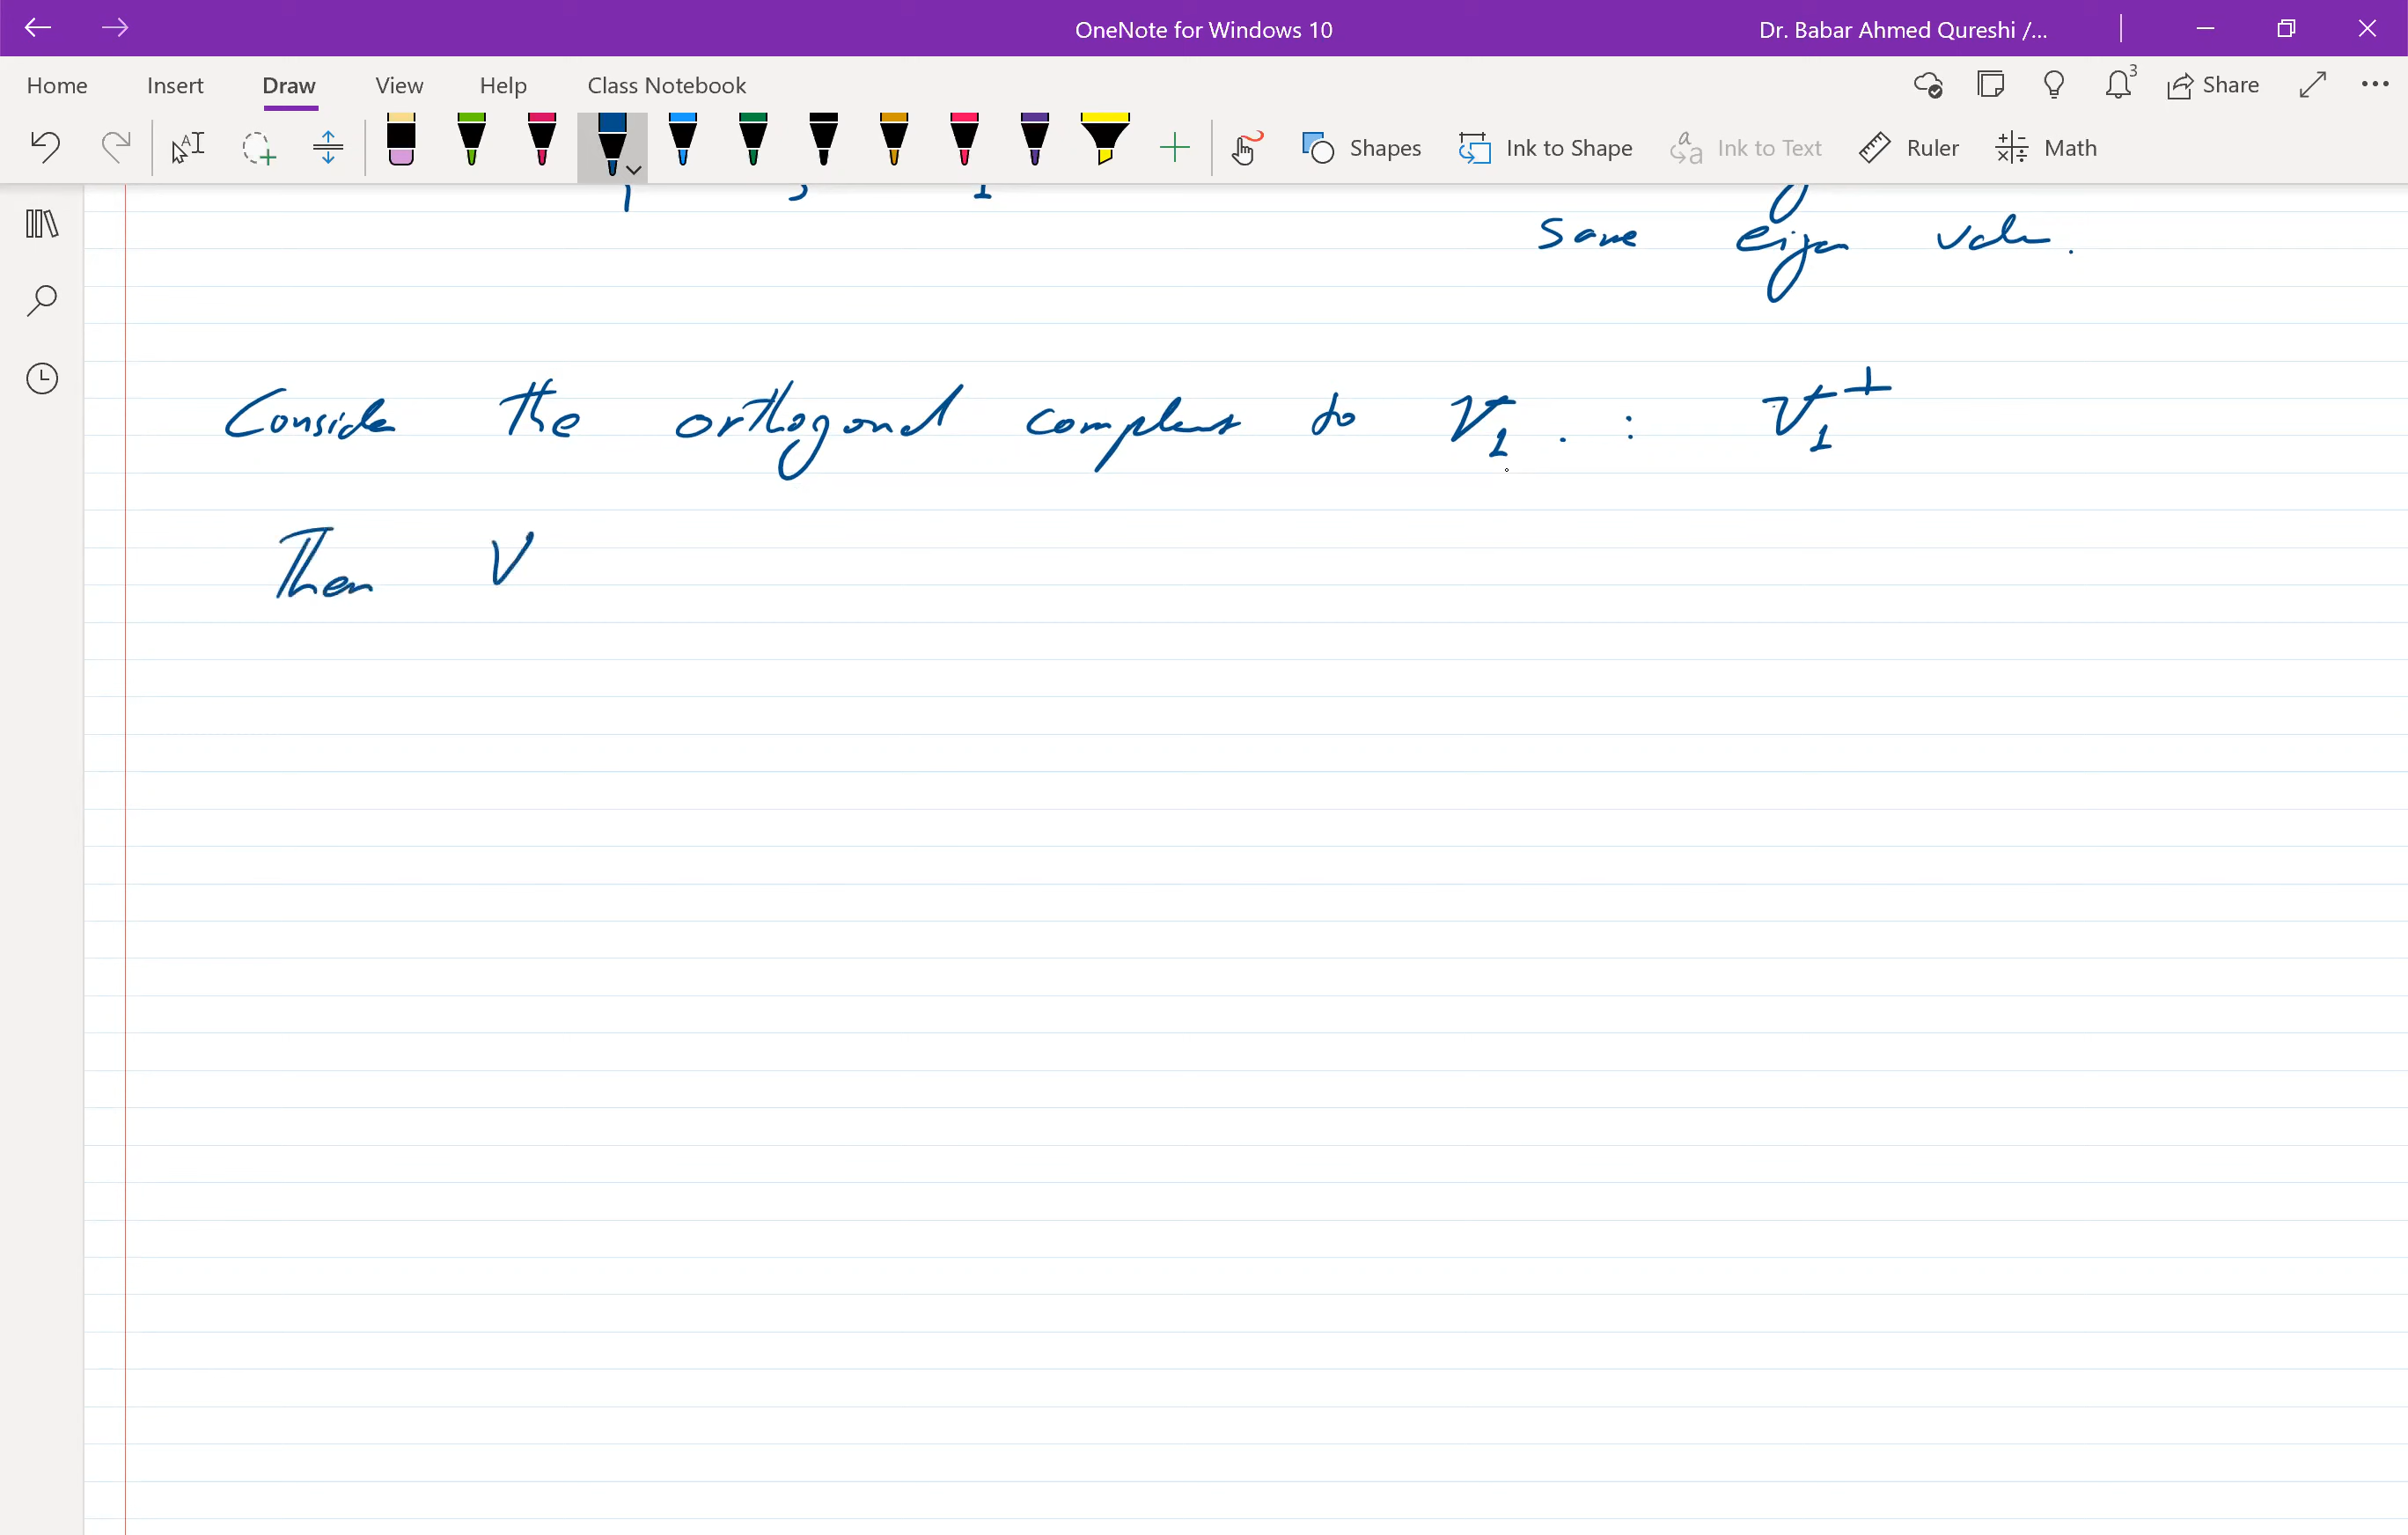 OneNote for Windows 10
Dr. Babar Ahmed Qureshi /...
Home Insert Draw View Help Class Notebook
3 Share
Shapes Ink to Shape Ink to Text Ruler Math
same eigen value.
Consider the orthogonal complement to V₁. : V₁^⊥
Then V